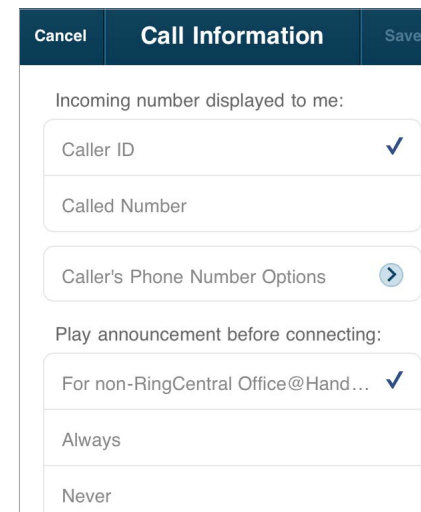 Cancel Call Information Save
Incoming number displayed to me:
Caller ID
Called Number
Caller's Phone Number Options
Play announcement before connecting:
For non-RingCentral Office@Hand...
Always
Never